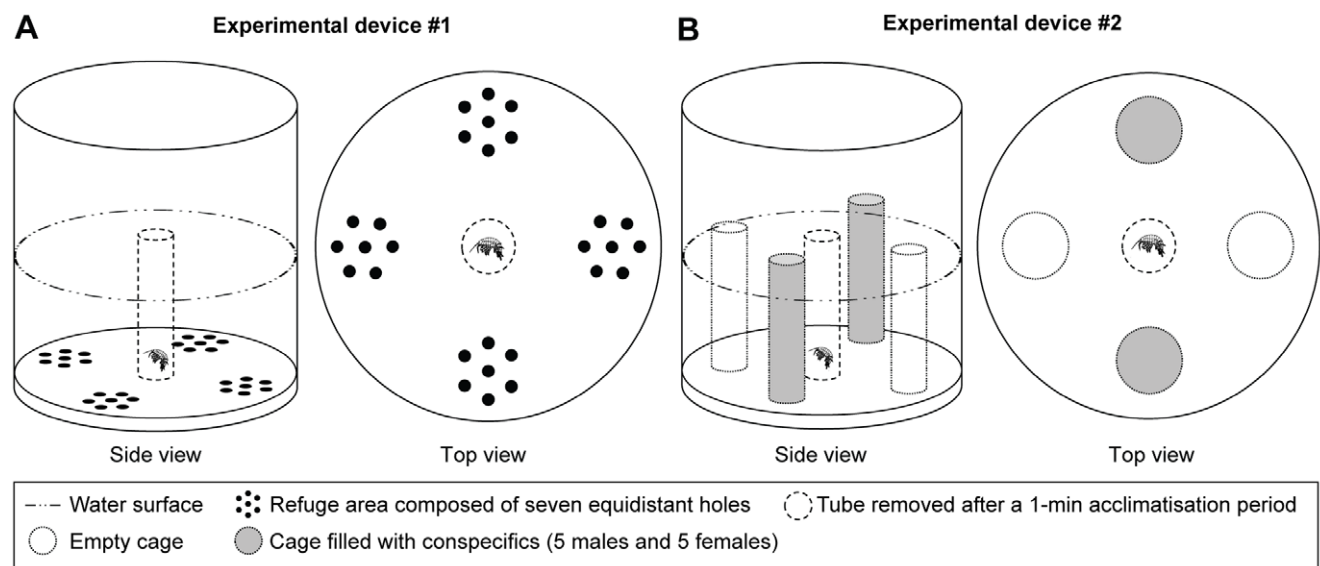 A Experimental device #1
B Experimental device #2
Side view
Top view
Side view
Top view
Water surface
Refuge area composed of seven equidistant holes
Tube removed after a 1-min acclimatisation period
Empty cage
Cage filled with conspecifics (5 males and 5 females)